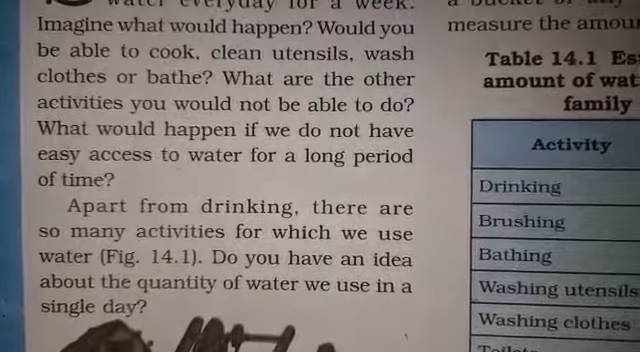 water everyday for a week.
Imagine what would happen? Would you
be able to cook, clean utensils, wash
clothes or bathe? What are the other
activities you would not be able to do?
What would happen if we do not have
easy access to water for a long period
of time?
Apart from drinking, there are
so many activities for which we use
water (Fig. 14.1). Do you have an idea
about the quantity of water we use in a
single day?
measure the amou
Table 14.1 Es
amount of wat
family
Activity
Drinking
Brushing
Bathing
Washing utensils
Washing clothes